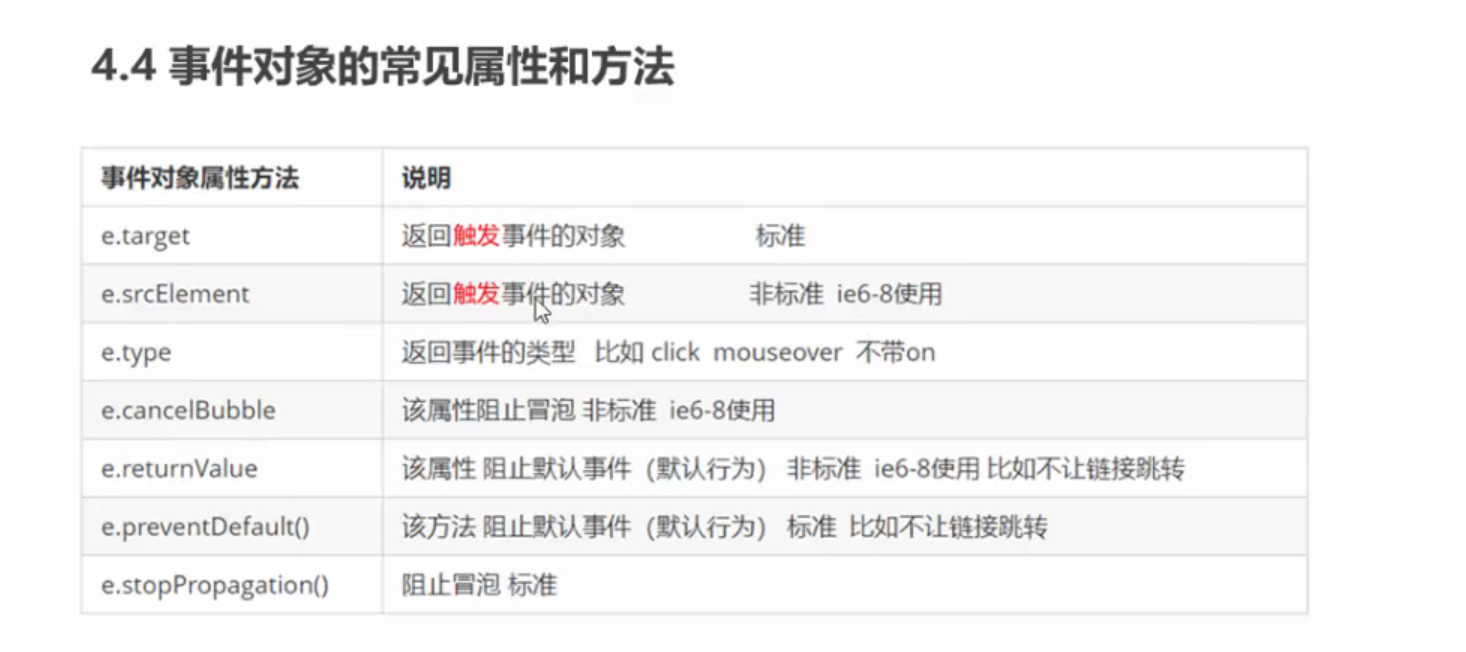 4.4 事件对象的常见属性和方法
事件对象属性方法 说明
e.target 返回触发事件的对象 标准
e.srcElement 返回触发事件的对象 非标准 ie6-8使用
e.type 返回事件的类型 比如 click mouseover 不带on
e.cancelBubble 该属性阻止冒泡 非标准 ie6-8使用
e.returnValue 该属性 阻止默认事件（默认行为） 非标准 ie6-8使用 比如不让链接跳转
e.preventDefault() 该方法 阻止默认事件（默认行为） 标准 比如不让链接跳转
e.stopPropagation() 阻止冒泡 标准